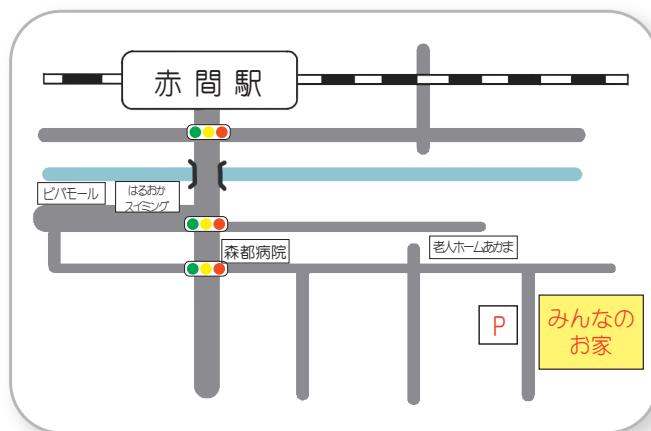 赤間駅
ビバモール
はるおか
スイミング
森都病院
老人ホームあかま
P
みんなの
お家